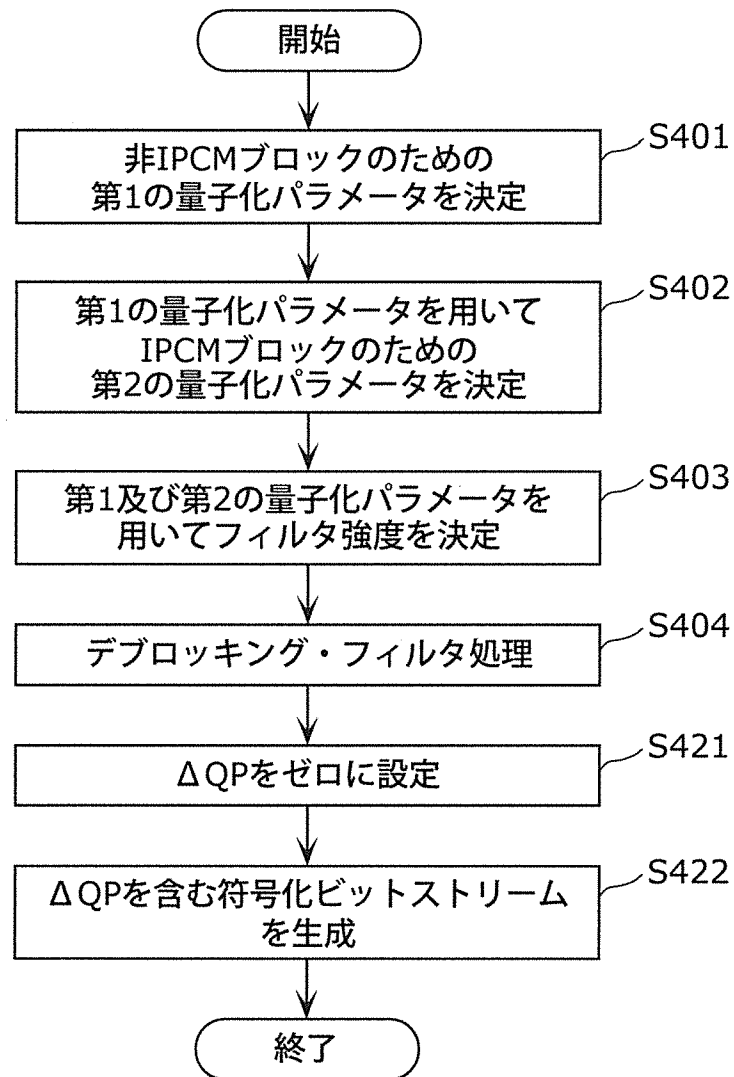 開始
S401
非IPCMブロックのための
第1の量子化パラメータを決定
S402
第1の量子化パラメータを用いて
IPCMブロックのための
第2の量子化パラメータを決定
S403
第1及び第2の量子化パラメータを
用いてフィルタ強度を決定
S404
デブロッキング・フィルタ処理
S421
ΔQPをゼロに設定
S422
ΔQPを含む符号化ビットストリーム
を生成
終了